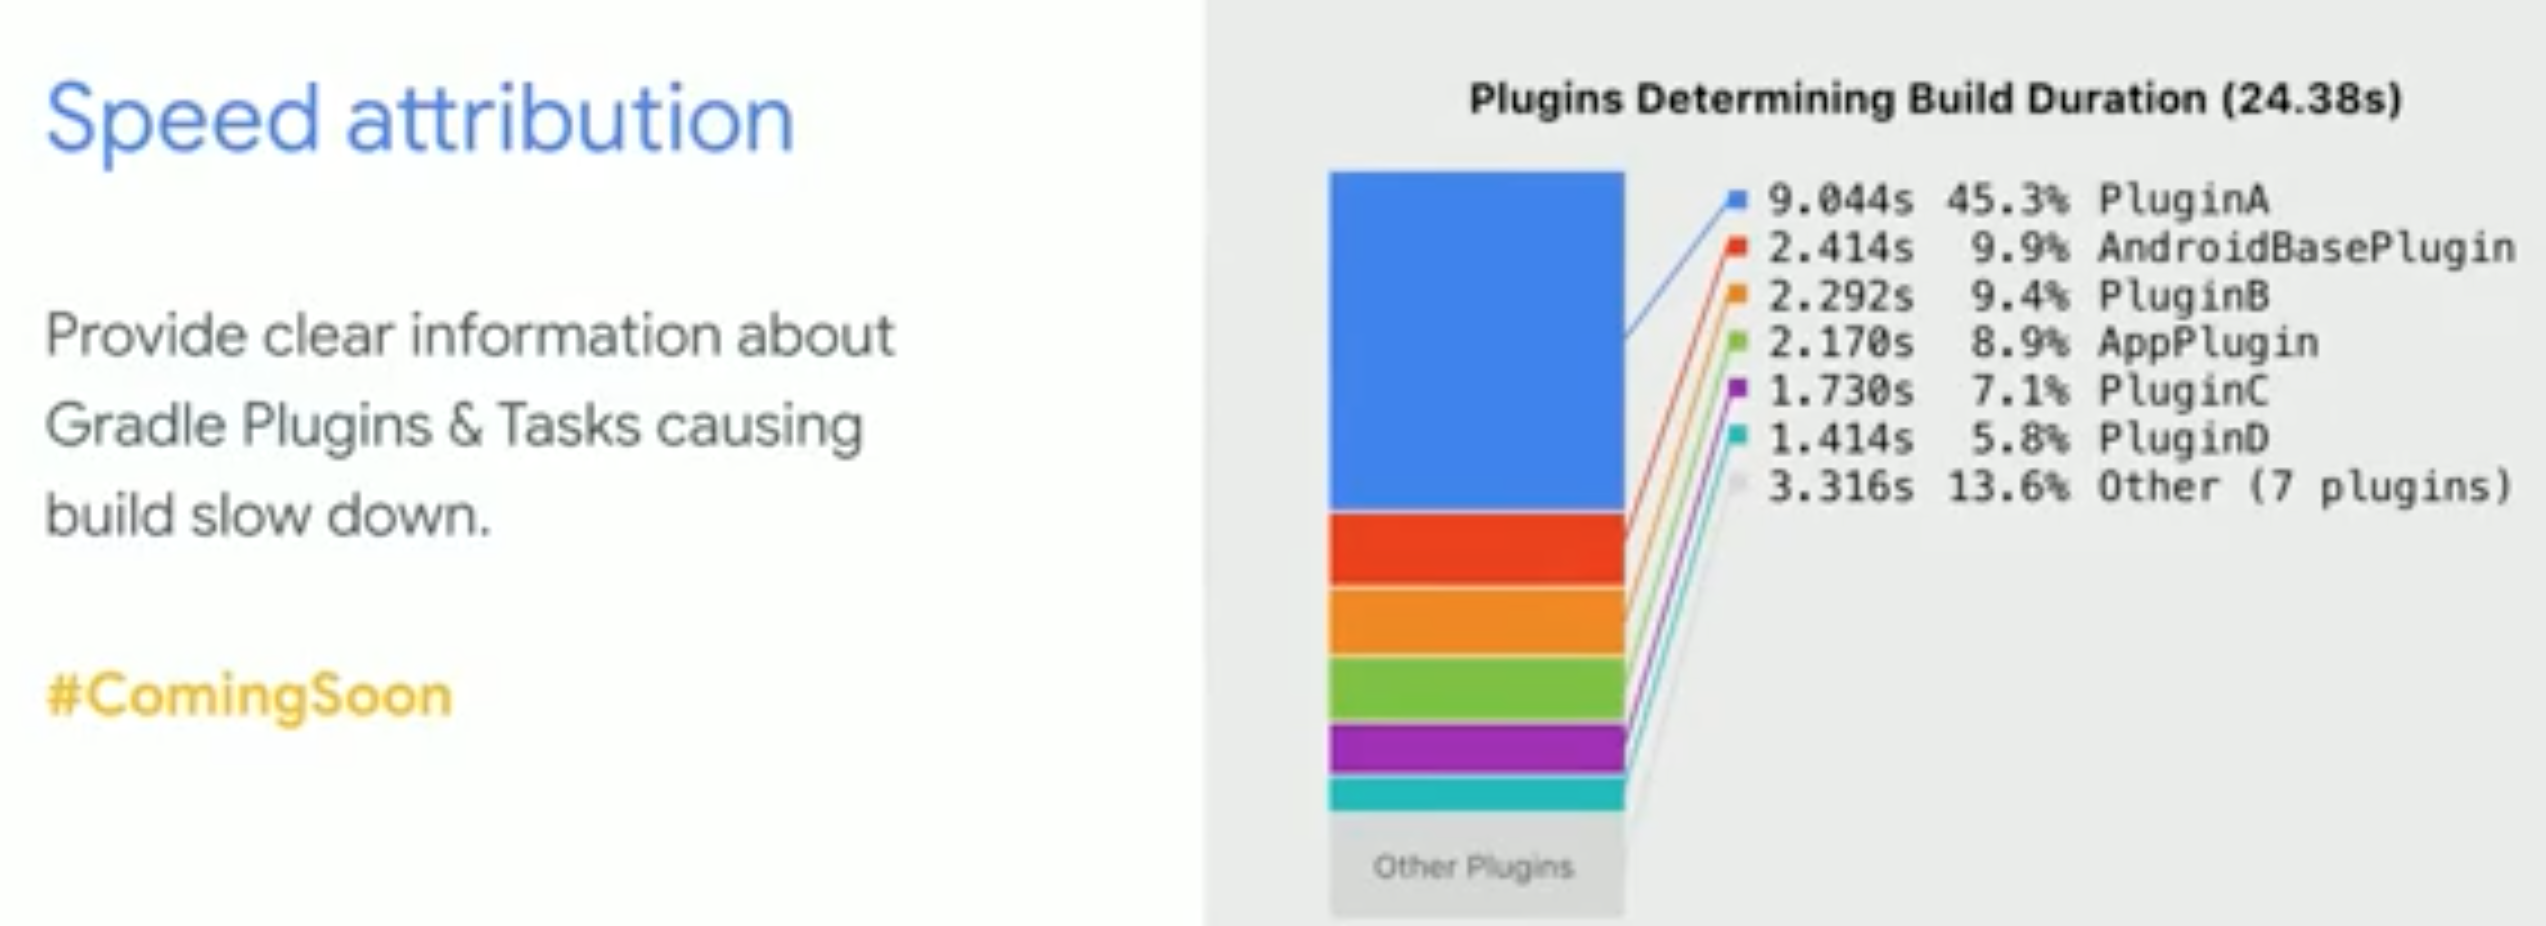 Speed attribution
Provide clear information about
Gradle Plugins & Tasks causing
build slow down.
#ComingSoon
Plugins Determining Build Duration (24.38s)
9.044s 45.3% PluginA
2.414s 9.9% AndroidBasePlugin
2.292s 9.4% PluginB
2.170s 8.9% AppPlugin
1.730s 7.1% PluginC
1.414s 5.8% PluginD
3.316s 13.6% Other (7 plugins)
Other Plugins